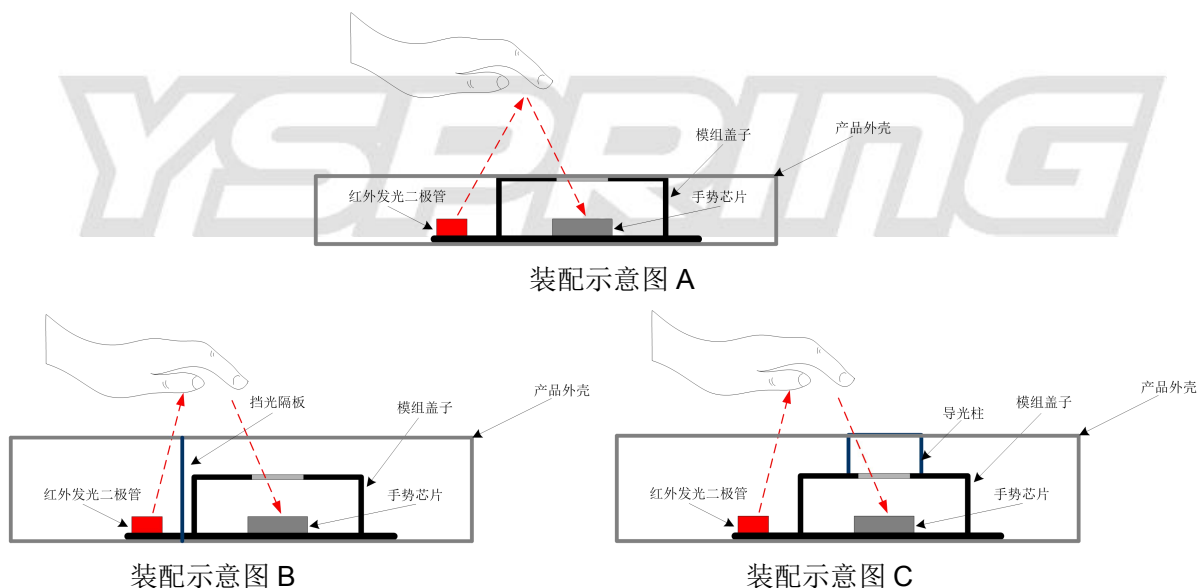 YSPRING
产品外壳
模组盖子
红外发光二极管
手势芯片
装配示意图 A
挡光隔板
产品外壳
模组盖子
红外发光二极管
手势芯片
装配示意图 B
产品外壳
导光柱
模组盖子
红外发光二极管
手势芯片
装配示意图 C